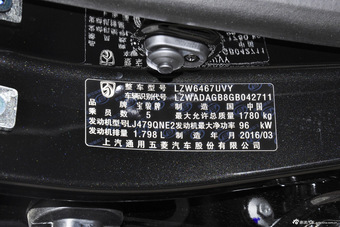 整车型号 LZW6467UVY
车辆识别代号 LZWADAGB8GB042711
品牌 宝骏牌 制造国 中国
乘员数 5 最大允许总质量 1780 kg
发动机型号 LJ479QNE2 发动机最大净功率 96 kW
发动机排量 1.798 L 制造年月 2016/03
上汽通用五菱汽车股份有限公司